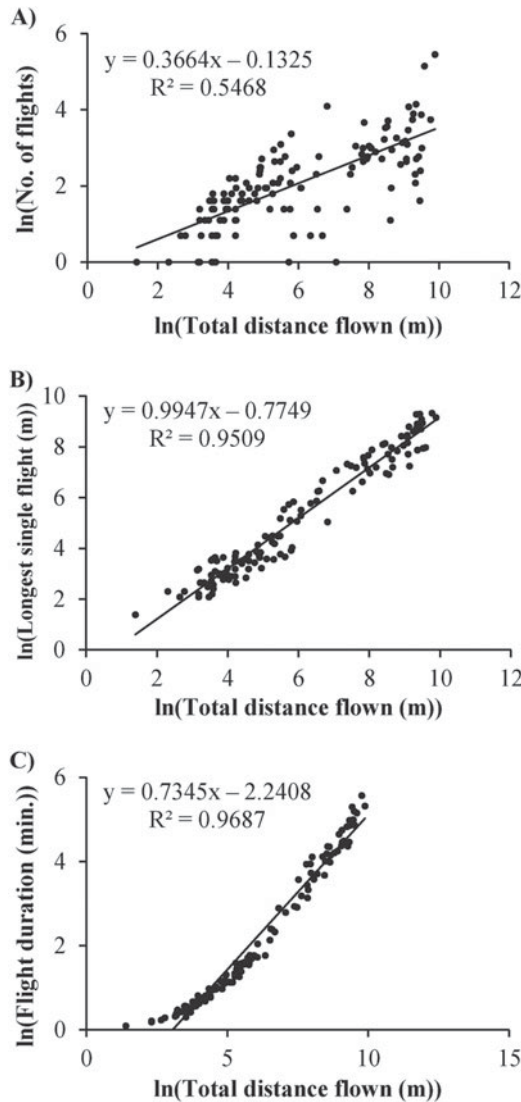 A)
y = 0.3664x – 0.1325
R² = 0.5468
ln(No. of flights)
6
4
2
0
0 2 4 6 8 10 12
ln(Total distance flown (m))
B)
y = 0.9947x – 0.7749
R² = 0.9509
ln(Longest single flight (m))
10
8
6
4
2
0
0 2 4 6 8 10 12
ln(Total distance flown (m))
C)
y = 0.7345x – 2.2408
R² = 0.9687
ln(Flight duration (min.))
6
4
2
0
0 5 10 15
ln(Total distance flown (m))